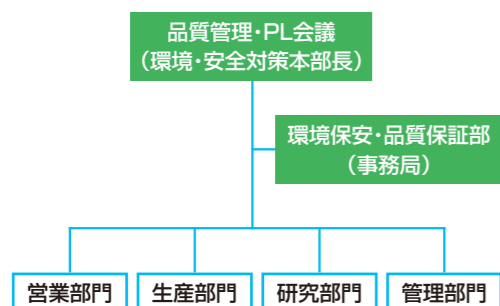 品質管理・PL会議
（環境・安全対策本部長）
環境保安・品質保証部
（事務局）
営業部門
生産部門
研究部門
管理部門